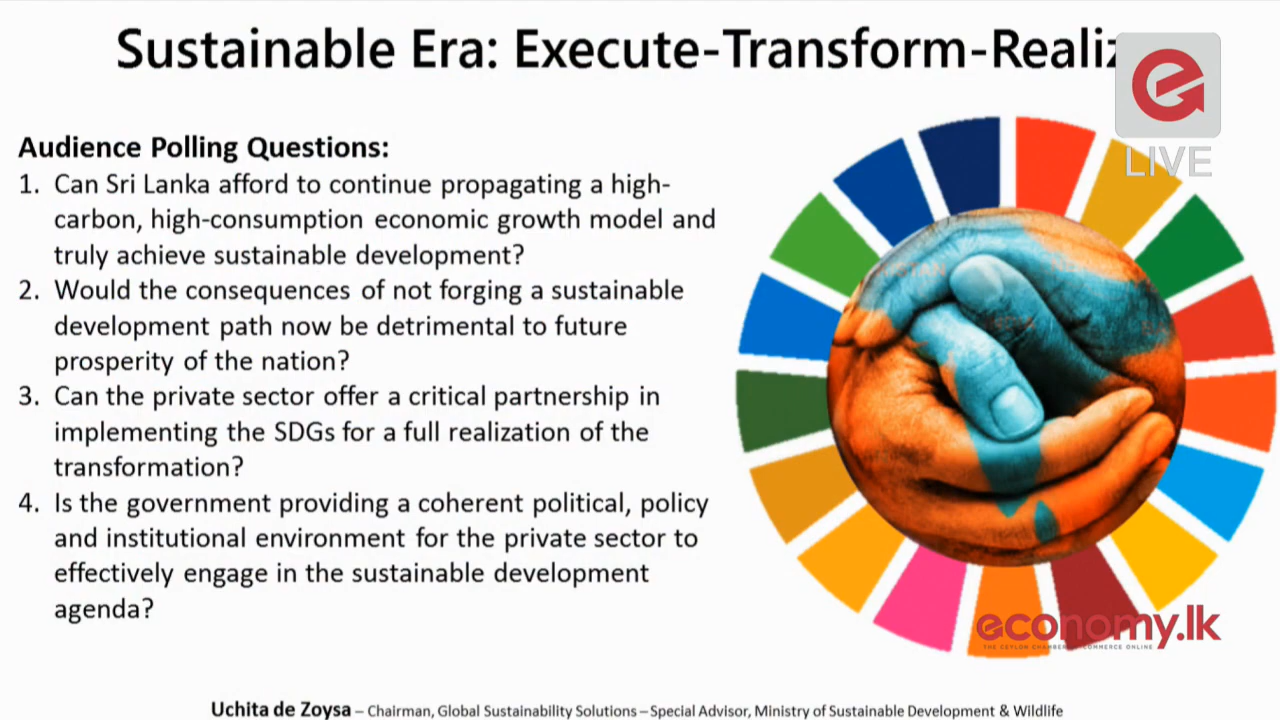 Sustainable Era: Execute-Transform-Realiz
LIVE
Audience Polling Questions:
1. Can Sri Lanka afford to continue propagating a high-
carbon, high-consumption economic growth model and
truly achieve sustainable development?
2. Would the consequences of not forging a sustainable
development path now be detrimental to future
prosperity of the nation?
3. Can the private sector offer a critical partnership in
implementing the SDGs for a full realization of the
transformation?
4. Is the government providing a coherent political, policy
and institutional environment for the private sector to
effectively engage in the sustainable development
agenda?
economy.lk
THE CEYLON CHAMBER COMMERCE ONLINE
Uchita de Zoysa – Chairman, Global Sustainability Solutions – Special Advisor, Ministry of Sustainable Development & Wildlife